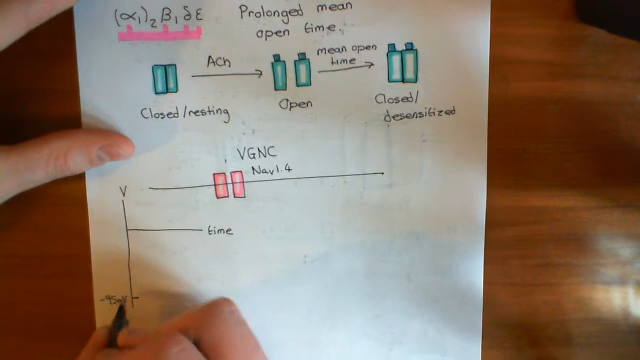 (α₁)₂ β₁ δ ε
Prolonged mean
open time.
ACh
mean open
time
Closed/resting
Open
Closed/
desensitized
VGNC
Nav1.4
V
time
-95mV